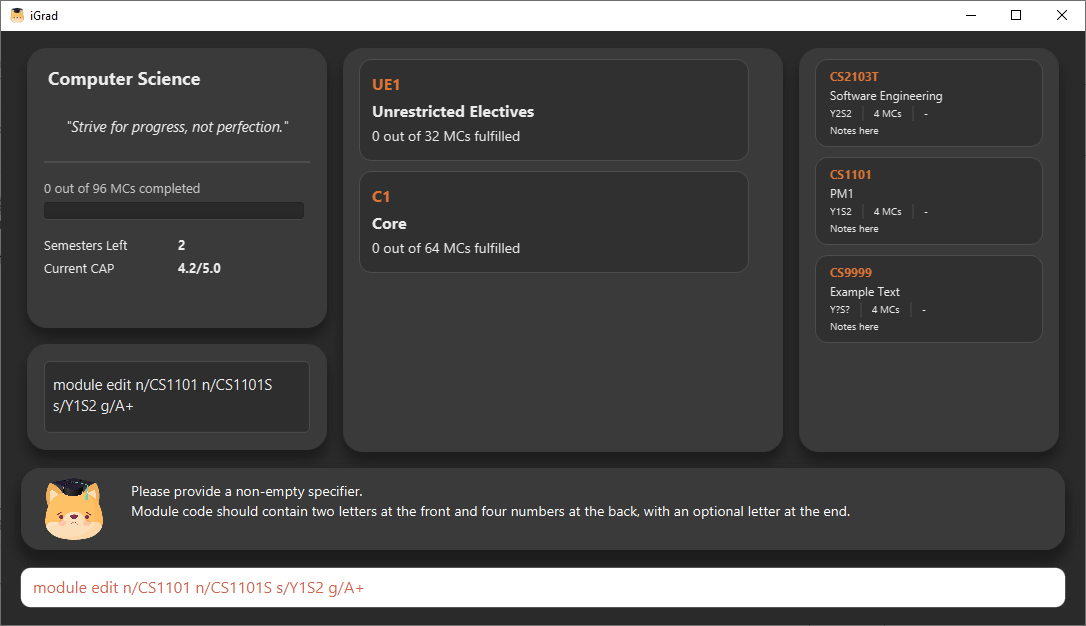 iGrad
Computer Science
"Strive for progress, not perfection."
0 out of 96 MCs completed
Semesters Left 2
Current CAP 4.2/5.0
module edit n/CS1101 n/CS1101S
s/Y1S2 g/A+
UE1
Unrestricted Electives
0 out of 32 MCs fulfilled
C1
Core
0 out of 64 MCs fulfilled
CS2103T
Software Engineering
Y2S2 4 MCs -
Notes here
CS1101
PM1
Y1S2 4 MCs -
Notes here
CS9999
Example Text
Y?S? 4 MCs -
Notes here
Please provide a non-empty specifier.
Module code should contain two letters at the front and four numbers at the back, with an optional letter at the end.
module edit n/CS1101 n/CS1101S s/Y1S2 g/A+